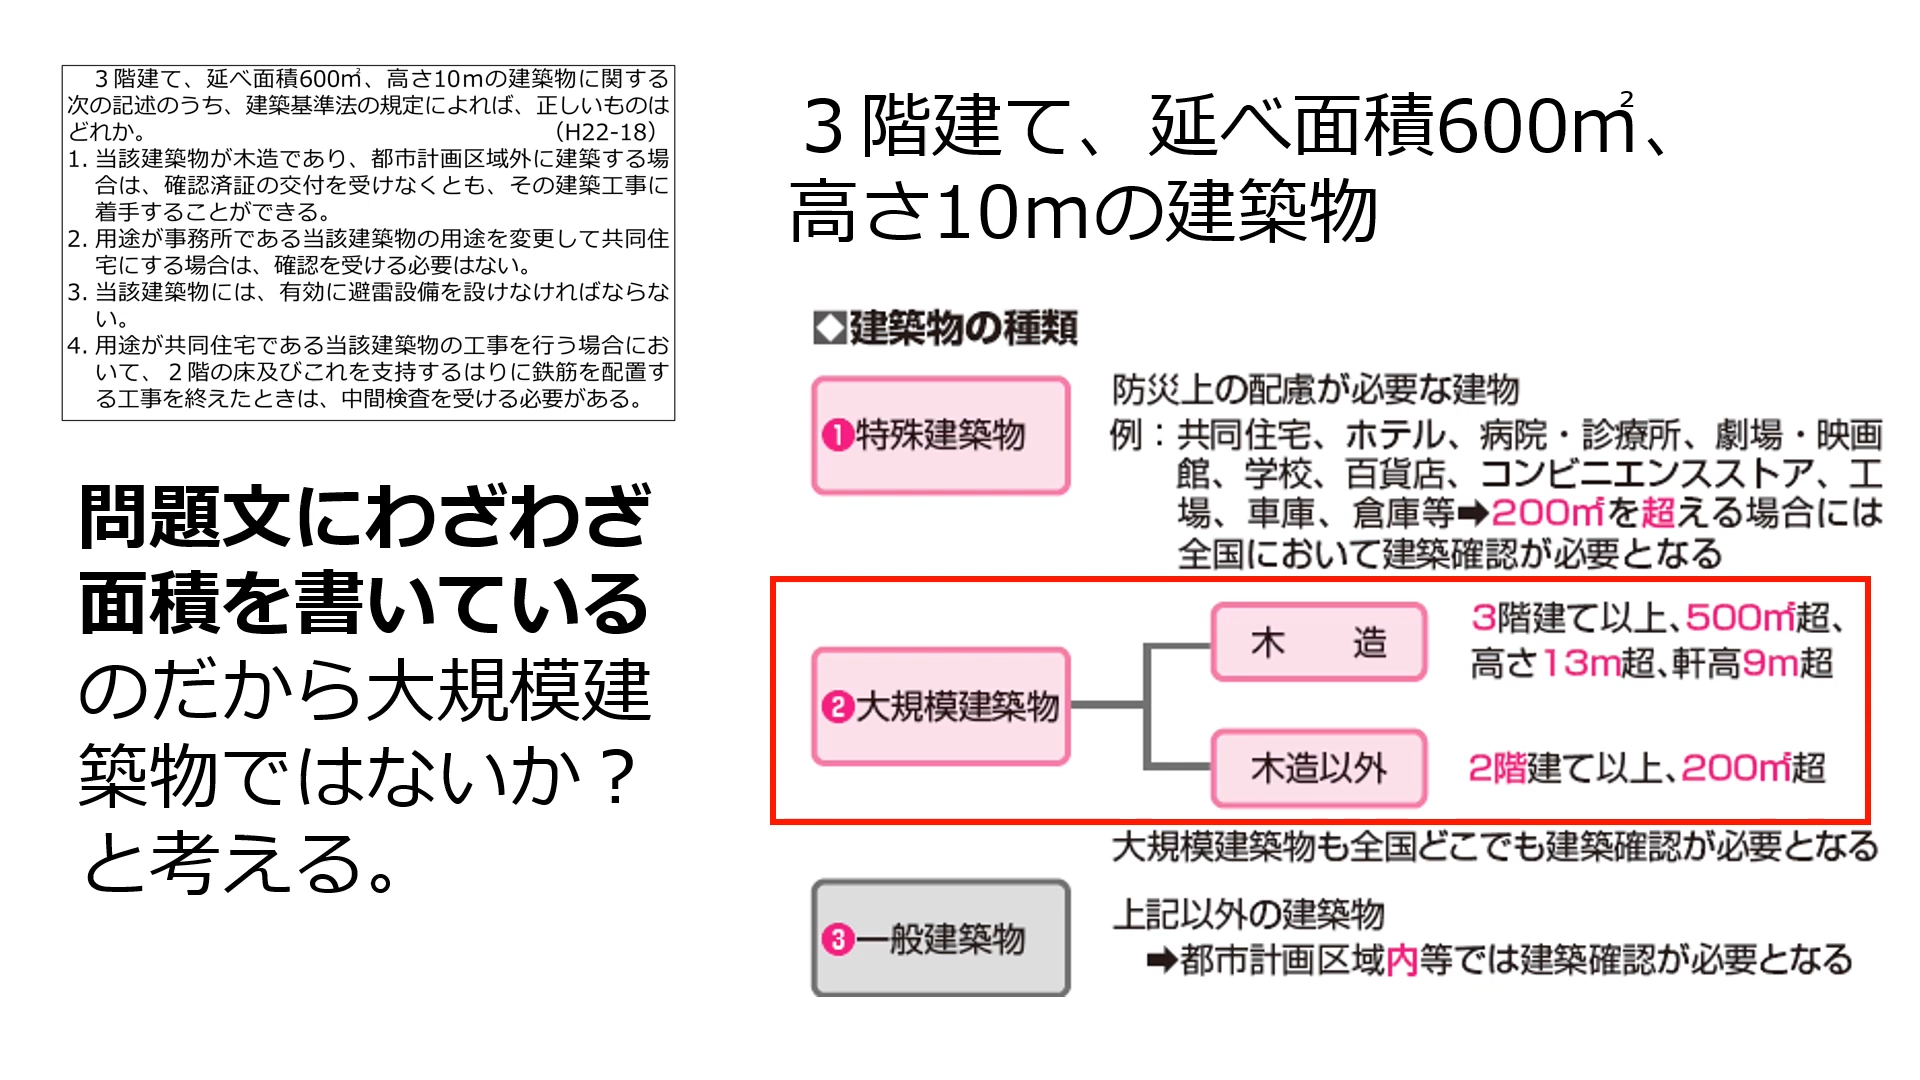 ３階建て、延べ面積600㎡、高さ10ｍの建築物に関する
次の記述のうち、建築基準法の規定によれば、正しいものは
どれか。 （H22-18）
1. 当該建築物が木造であり、都市計画区域外に建築する場
合は、確認済証の交付を受けなくとも、その建築工事に
着手することができる。
2. 用途が事務所である当該建築物の用途を変更して共同住
宅にする場合は、確認を受ける必要はない。
3. 当該建築物には、有効に避雷設備を設けなければならな
い。
4. 用途が共同住宅である当該建築物の工事を行う場合にお
いて、２階の床及びこれを支持するはりに鉄筋を配置す
る工事を終えたときは、中間検査を受ける必要がある。
問題文にわざわざ
面積を書いている
のだから大規模建
築物ではないか？
と考える。
３階建て、延べ面積600㎡、
高さ10ｍの建築物
◆建築物の種類
❶特殊建築物
防災上の配慮が必要な建物
例：共同住宅、ホテル、病院・診療所、劇場・映画
館、学校、百貨店、コンビニエンスストア、工
場、車庫、倉庫等➡200㎡を超える場合には
全国において建築確認が必要となる
❷大規模建築物
木　造
3階建て以上、500㎡超、
高さ13m超、軒高9m超
木造以外
2階建て以上、200㎡超
大規模建築物も全国どこでも建築確認が必要となる
❸一般建築物
上記以外の建築物
➡都市計画区域内等では建築確認が必要となる